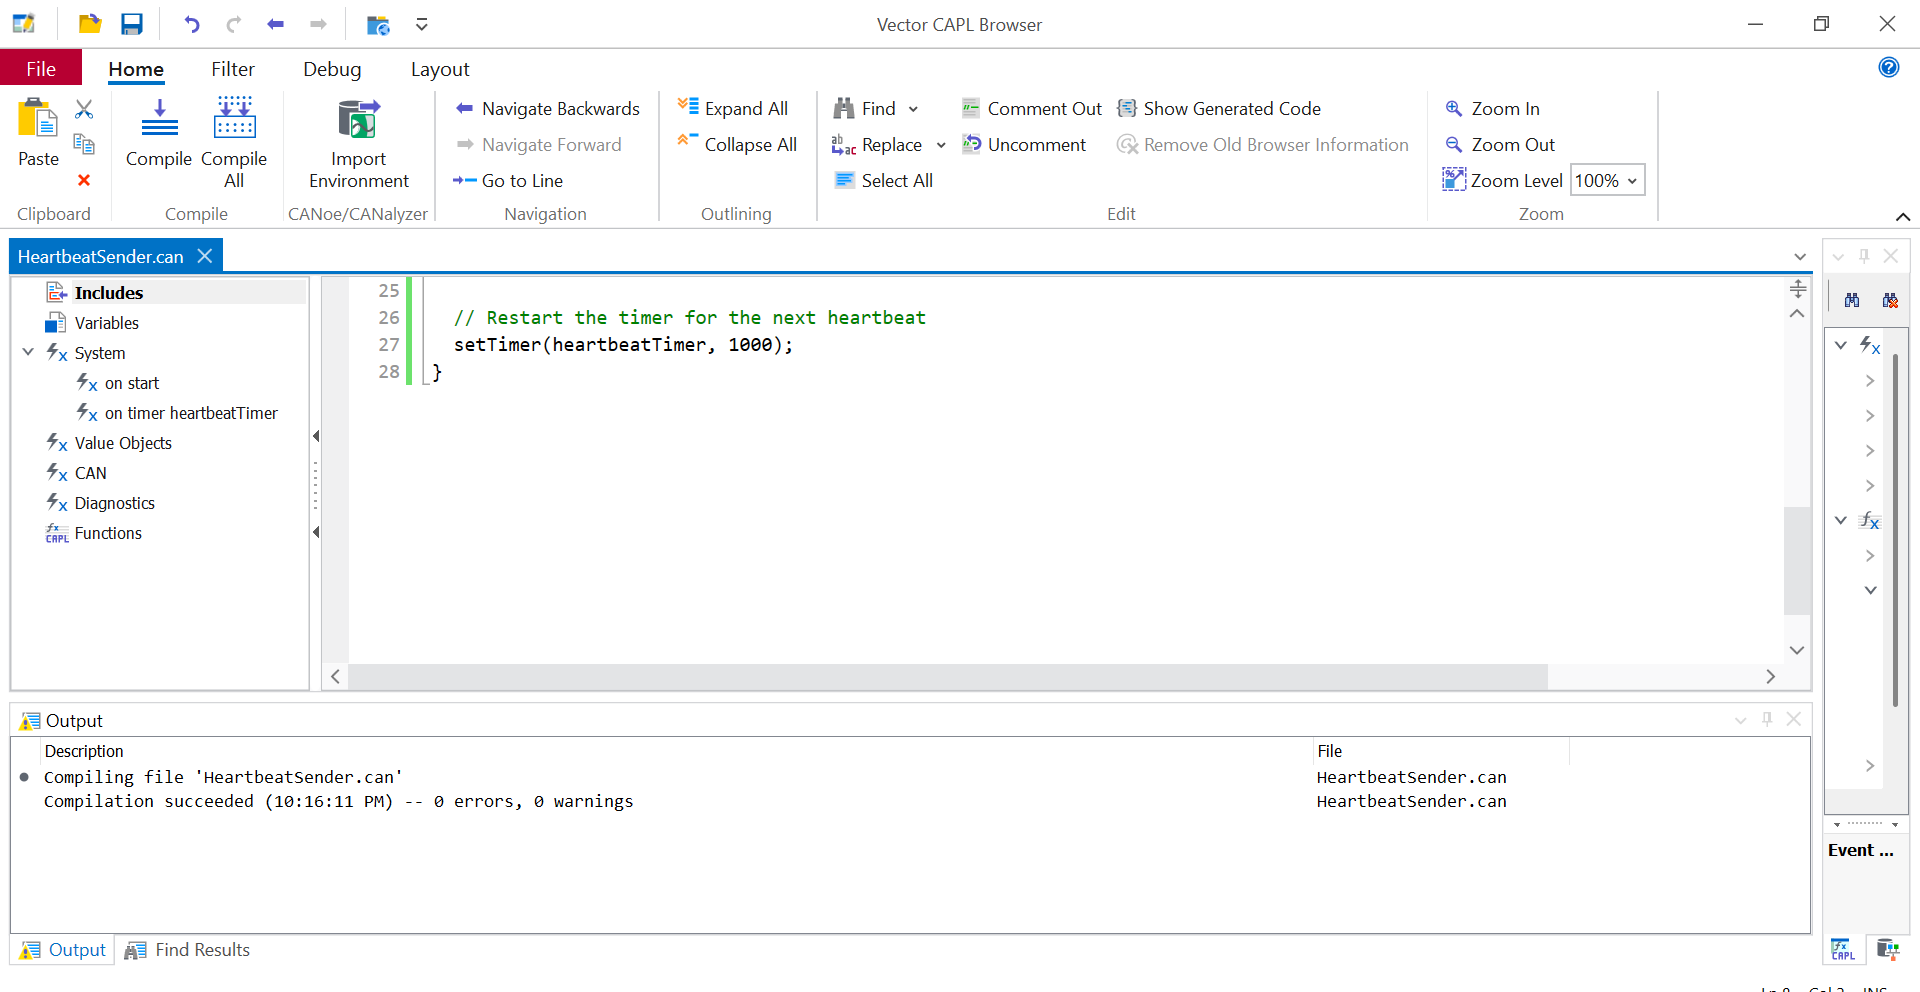 Vector CAPL Browser
File Home Filter Debug Layout
Paste
Clipboard
Compile Compile All
Compile
Import Environment
CANoe/CANalyzer
Navigate Backwards
Navigate Forward
Go to Line
Navigation
Expand All
Collapse All
Outlining
Find
Replace
Select All
Comment Out
Uncomment
Show Generated Code
Remove Old Browser Information
Edit
Zoom In
Zoom Out
Zoom Level 100%
Zoom
HeartbeatSender.can
Includes
Variables
System
on start
on timer heartbeatTimer
Value Objects
CAN
Diagnostics
Functions
25
26 // Restart the timer for the next heartbeat
27 setTimer(heartbeatTimer, 1000);
28 }
Output
Description File
Compiling file 'HeartbeatSender.can' HeartbeatSender.can
Compilation succeeded (10:16:11 PM) -- 0 errors, 0 warnings HeartbeatSender.can
Output Find Results
Event ...